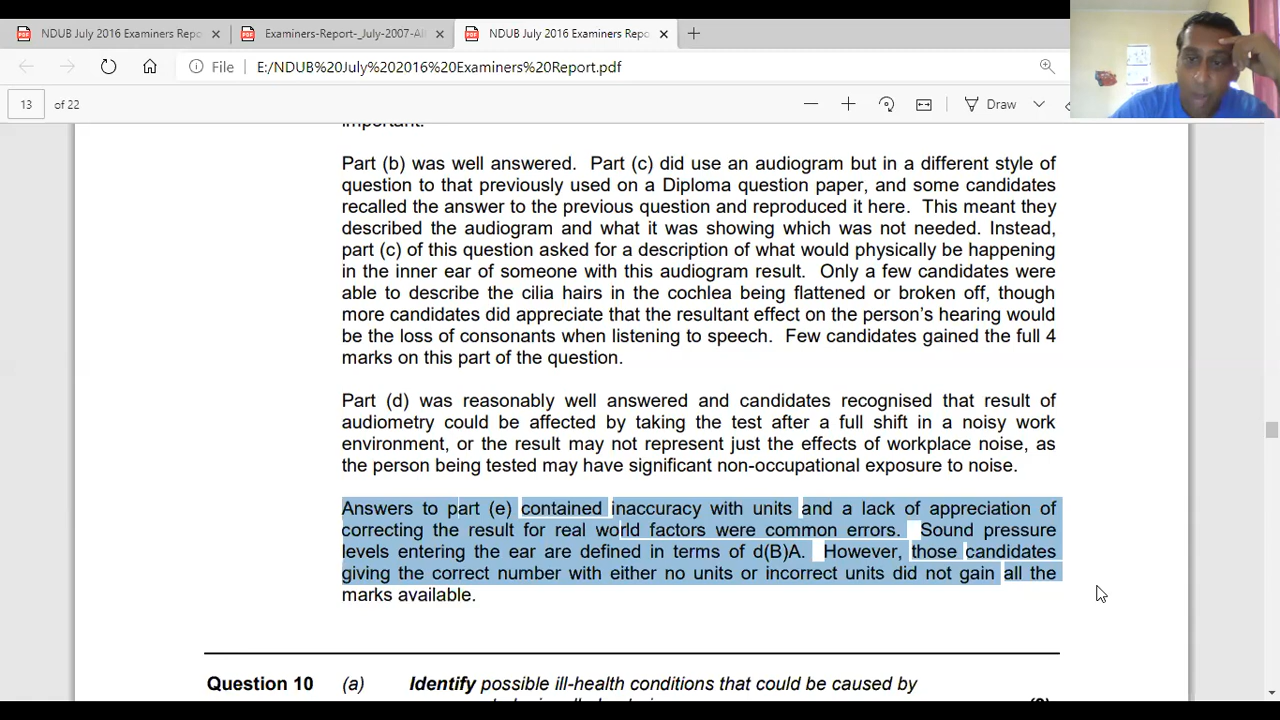 NDUB July 2016 Examiners Repo
Examiners-Report-_July-2007-All
NDUB July 2016 Examiners Repo
File
E:/NDUB%20July%202016%20Examiners%20Report.pdf
13 of 22
Draw
important.
Part (b) was well answered. Part (c) did use an audiogram but in a different style of
question to that previously used on a Diploma question paper, and some candidates
recalled the answer to the previous question and reproduced it here. This meant they
described the audiogram and what it was showing which was not needed. Instead,
part (c) of this question asked for a description of what would physically be happening
in the inner ear of someone with this audiogram result. Only a few candidates were
able to describe the cilia hairs in the cochlea being flattened or broken off, though
more candidates did appreciate that the resultant effect on the person's hearing would
be the loss of consonants when listening to speech. Few candidates gained the full 4
marks on this part of the question.
Part (d) was reasonably well answered and candidates recognised that result of
audiometry could be affected by taking the test after a full shift in a noisy work
environment, or the result may not represent just the effects of workplace noise, as
the person being tested may have significant non-occupational exposure to noise.
Answers to part (e) contained inaccuracy with units and a lack of appreciation of
correcting the result for real world factors were common errors. Sound pressure
levels entering the ear are defined in terms of d(B)A. However, those candidates
giving the correct number with either no units or incorrect units did not gain all the
marks available.
Question 10 (a) Identify possible ill-health conditions that could be caused by